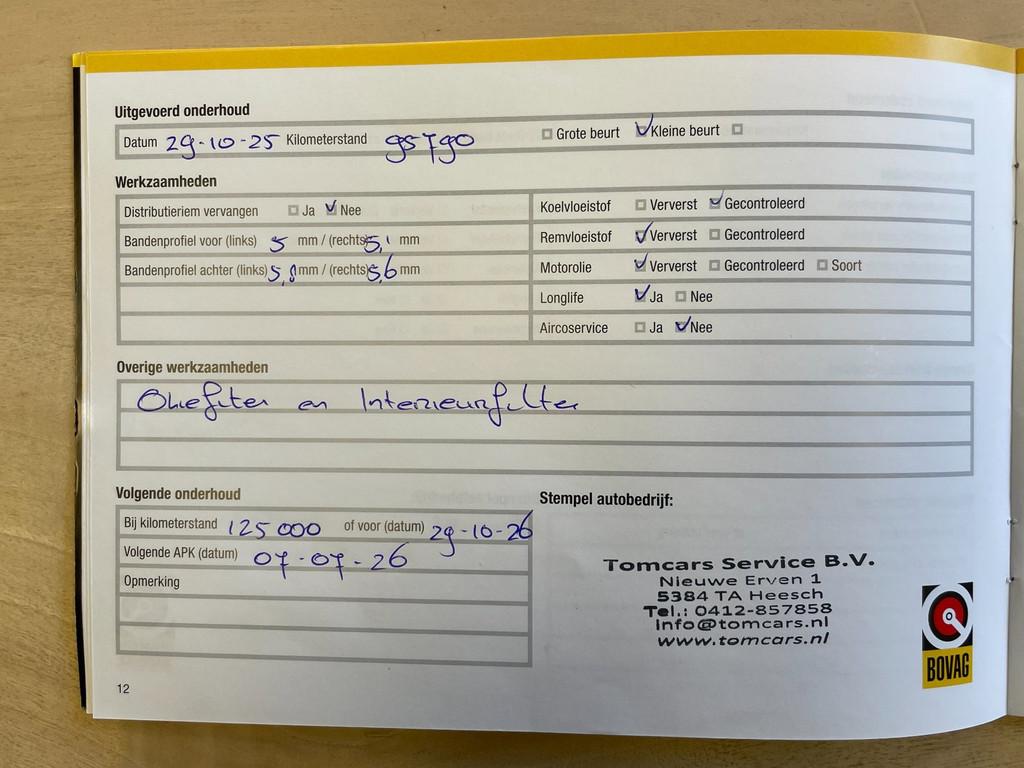 Uitgevoerd onderhoud
Datum 29-10-25 Kilometerstand 95790 Grote beurt Kleine beurt
Werkzaamheden
Distributieriem vervangen Ja Nee
Bandenprofiel voor (links) 5 mm / (rechts) 5,1 mm
Bandenprofiel achter (links) 5,8 mm / (rechts) 5,6 mm
Koelvloeistof Ververst Gecontroleerd
Remvloeistof Ververst Gecontroleerd
Motorolie Ververst Gecontroleerd Soort
Longlife Ja Nee
Aircoservice Ja Nee
Overige werkzaamheden
Oliefilter en Interieurfilter
Volgende onderhoud
Bij kilometerstand 125 000 of voor (datum) 29-10-26
Volgende APK (datum) 07-07-26
Opmerking
Stempel autobedrijf:
Tomcars Service B.V.
Nieuwe Erven 1
5384 TA Heesch
Tel.: 0412-857858
info@tomcars.nl
www.tomcars.nl
BOVAG
12